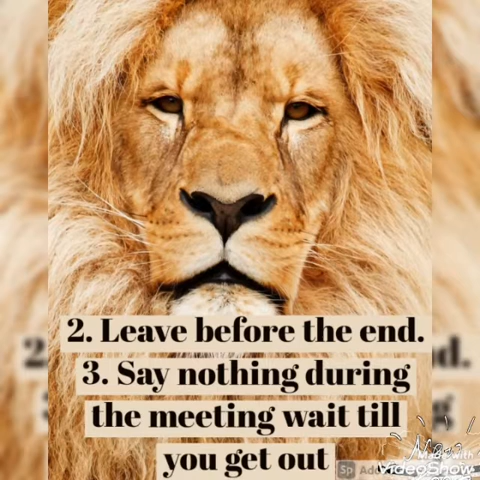 2. Leave before the end.
3. Say nothing during
the meeting wait till
you get out
Made with
VideoShow